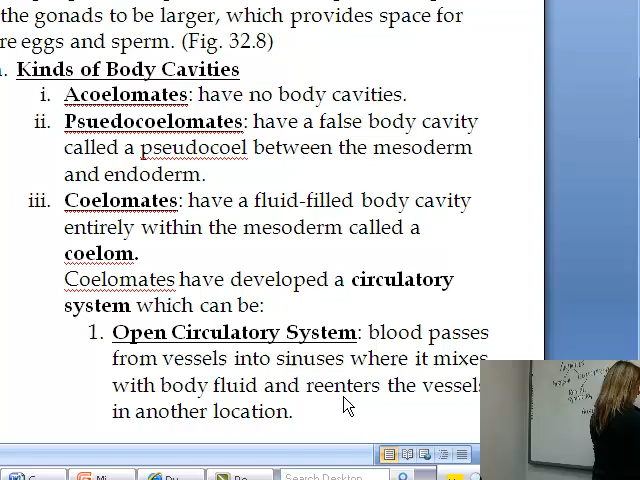 the gonads to be larger, which provides space for
re eggs and sperm. (Fig. 32.8)
Kinds of Body Cavities
i. Acoelomates: have no body cavities.
ii. Psuedocoelomates: have a false body cavity
called a pseudocoel between the mesoderm
and endoderm.
iii. Coelomates: have a fluid-filled body cavity
entirely within the mesoderm called a
coelom.
Coelomates have developed a circulatory
system which can be:
1. Open Circulatory System: blood passes
from vessels into sinuses where it mixes
with body fluid and reenters the vessels
in another location.
Search Desktop